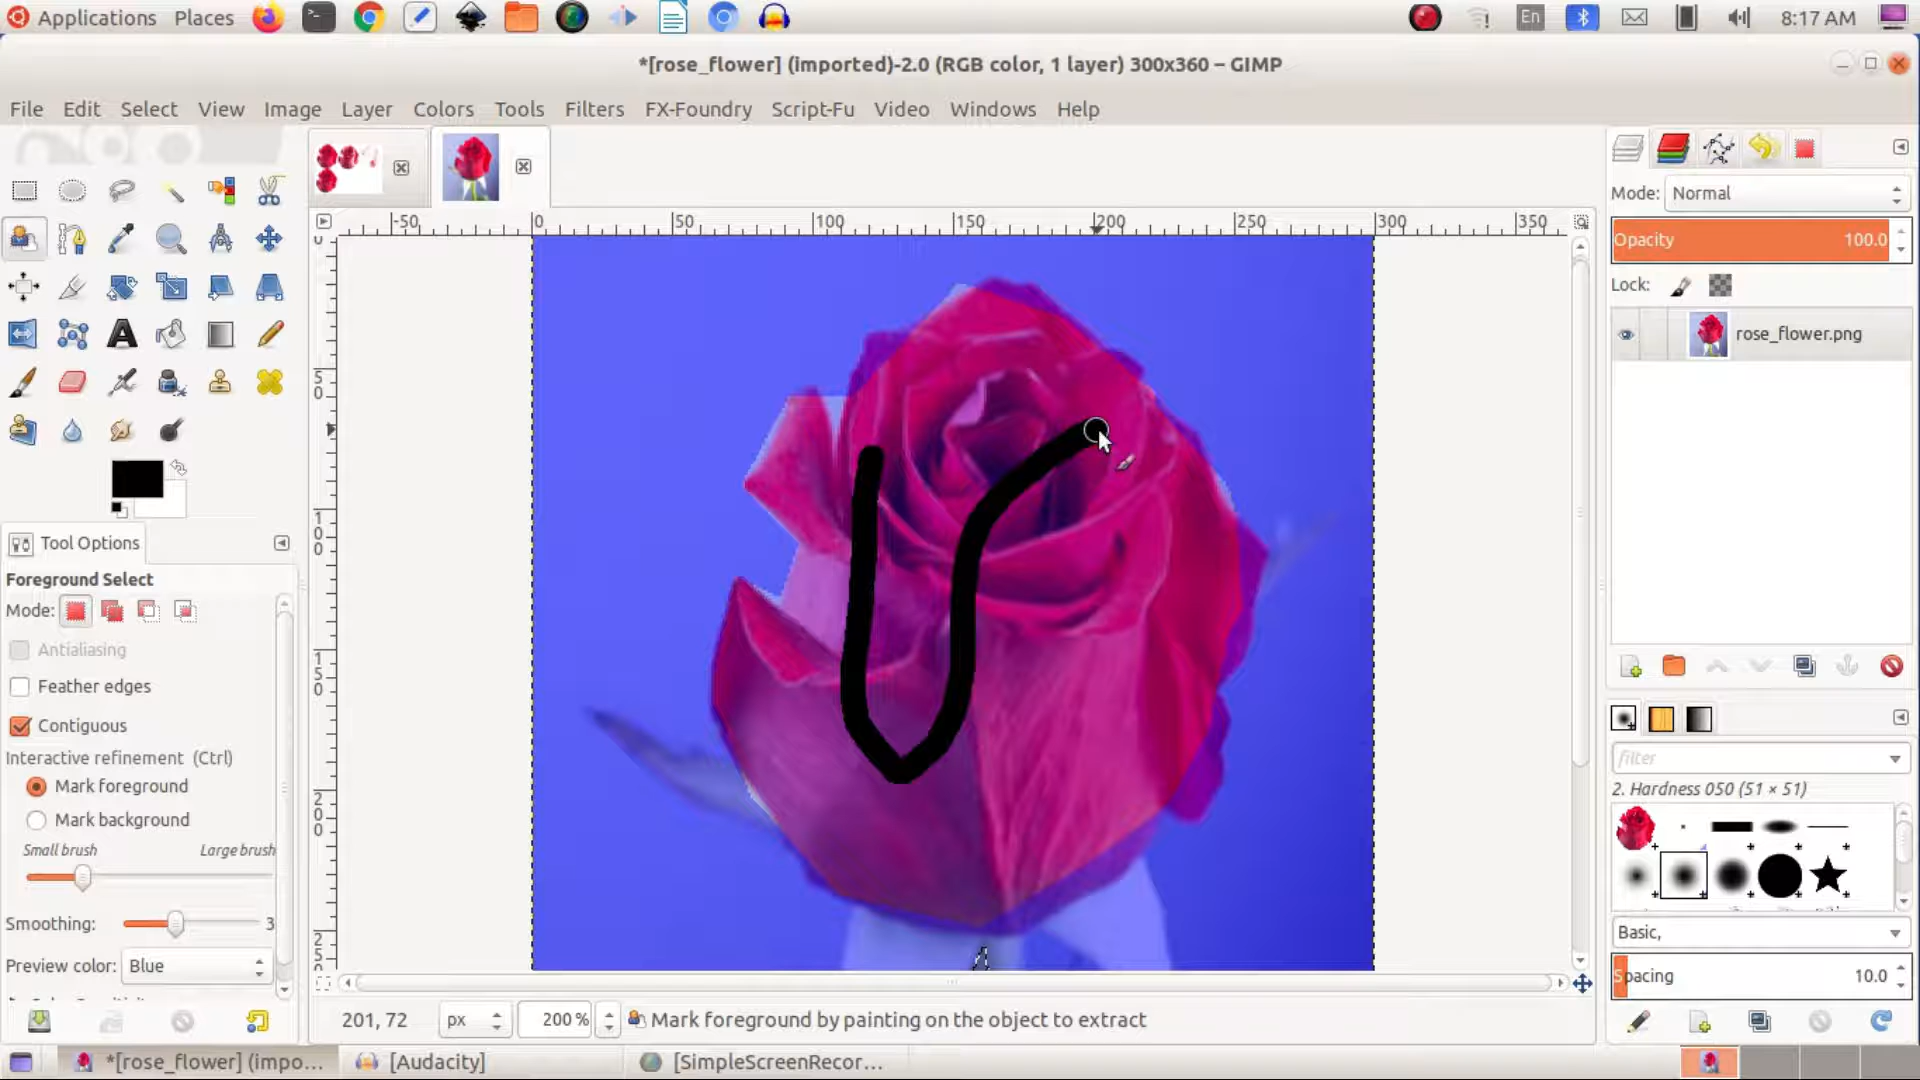 Applications Places En 8:17 AM
*[rose_flower] (imported)-2.0 (RGB color, 1 layer) 300x360 – GIMP
File Edit Select View Image Layer Colors Tools Filters FX-Foundry Script-Fu Video Windows Help
Mode: Normal
-50 0 50 100 150 200 250 300 350
Opacity 100.0
Lock:
rose_flower.png
0
50
100
150
200
250
Tool Options
Foreground Select
Mode:
Antialiasing
Feather edges
Contiguous
Interactive refinement (Ctrl)
Mark foreground
Mark background
Small brush Large brush
Smoothing: 3
Preview color: Blue
filter
2. Hardness 050 (51 × 51)
Basic,
Spacing 10.0
201, 72 px 200 % Mark foreground by painting on the object to extract
*[rose_flower] (impo... [Audacity] [SimpleScreenRecor...